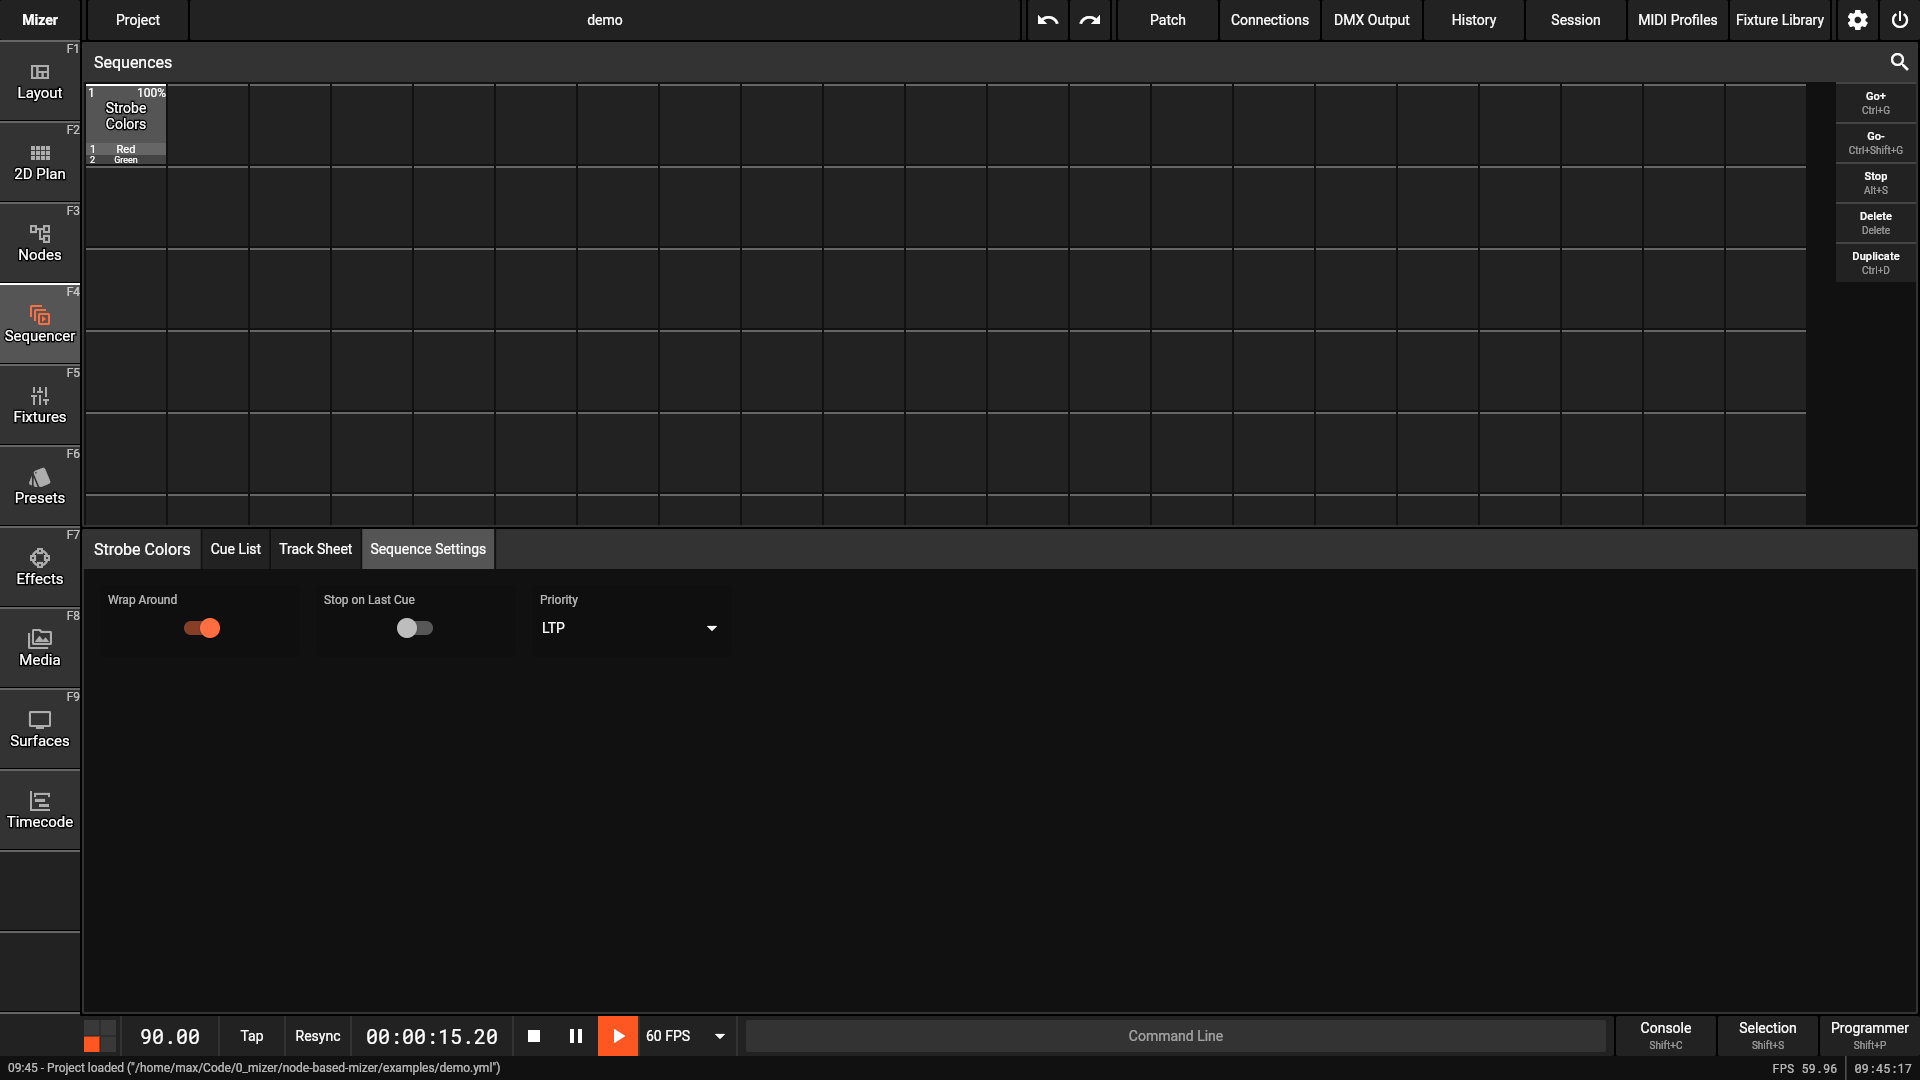 Mizer
Project
demo
Patch
Connections
DMX Output
History
Session
MIDI Profiles
Fixture Library
F1
Layout
F2
2D Plan
F3
Nodes
F4
Sequencer
F5
Fixtures
F6
Presets
F7
Effects
F8
Media
F9
Surfaces
Timecode
Sequences
1 100%
Strobe
Colors
1 Red
2 Green
Go+
Ctrl+G
Go-
Ctrl+Shift+G
Stop
Alt+S
Delete
Delete
Duplicate
Ctrl+D
Strobe Colors
Cue List
Track Sheet
Sequence Settings
Wrap Around
Stop on Last Cue
Priority
LTP
90.00
Tap
Resync
00:00:15.20
60 FPS
Command Line
Console
Shift+C
Selection
Shift+S
Programmer
Shift+P
09:45 - Project loaded ("/home/max/Code/0_mizer/node-based-mizer/examples/demo.yml")
FPS 59.96
09:45:17